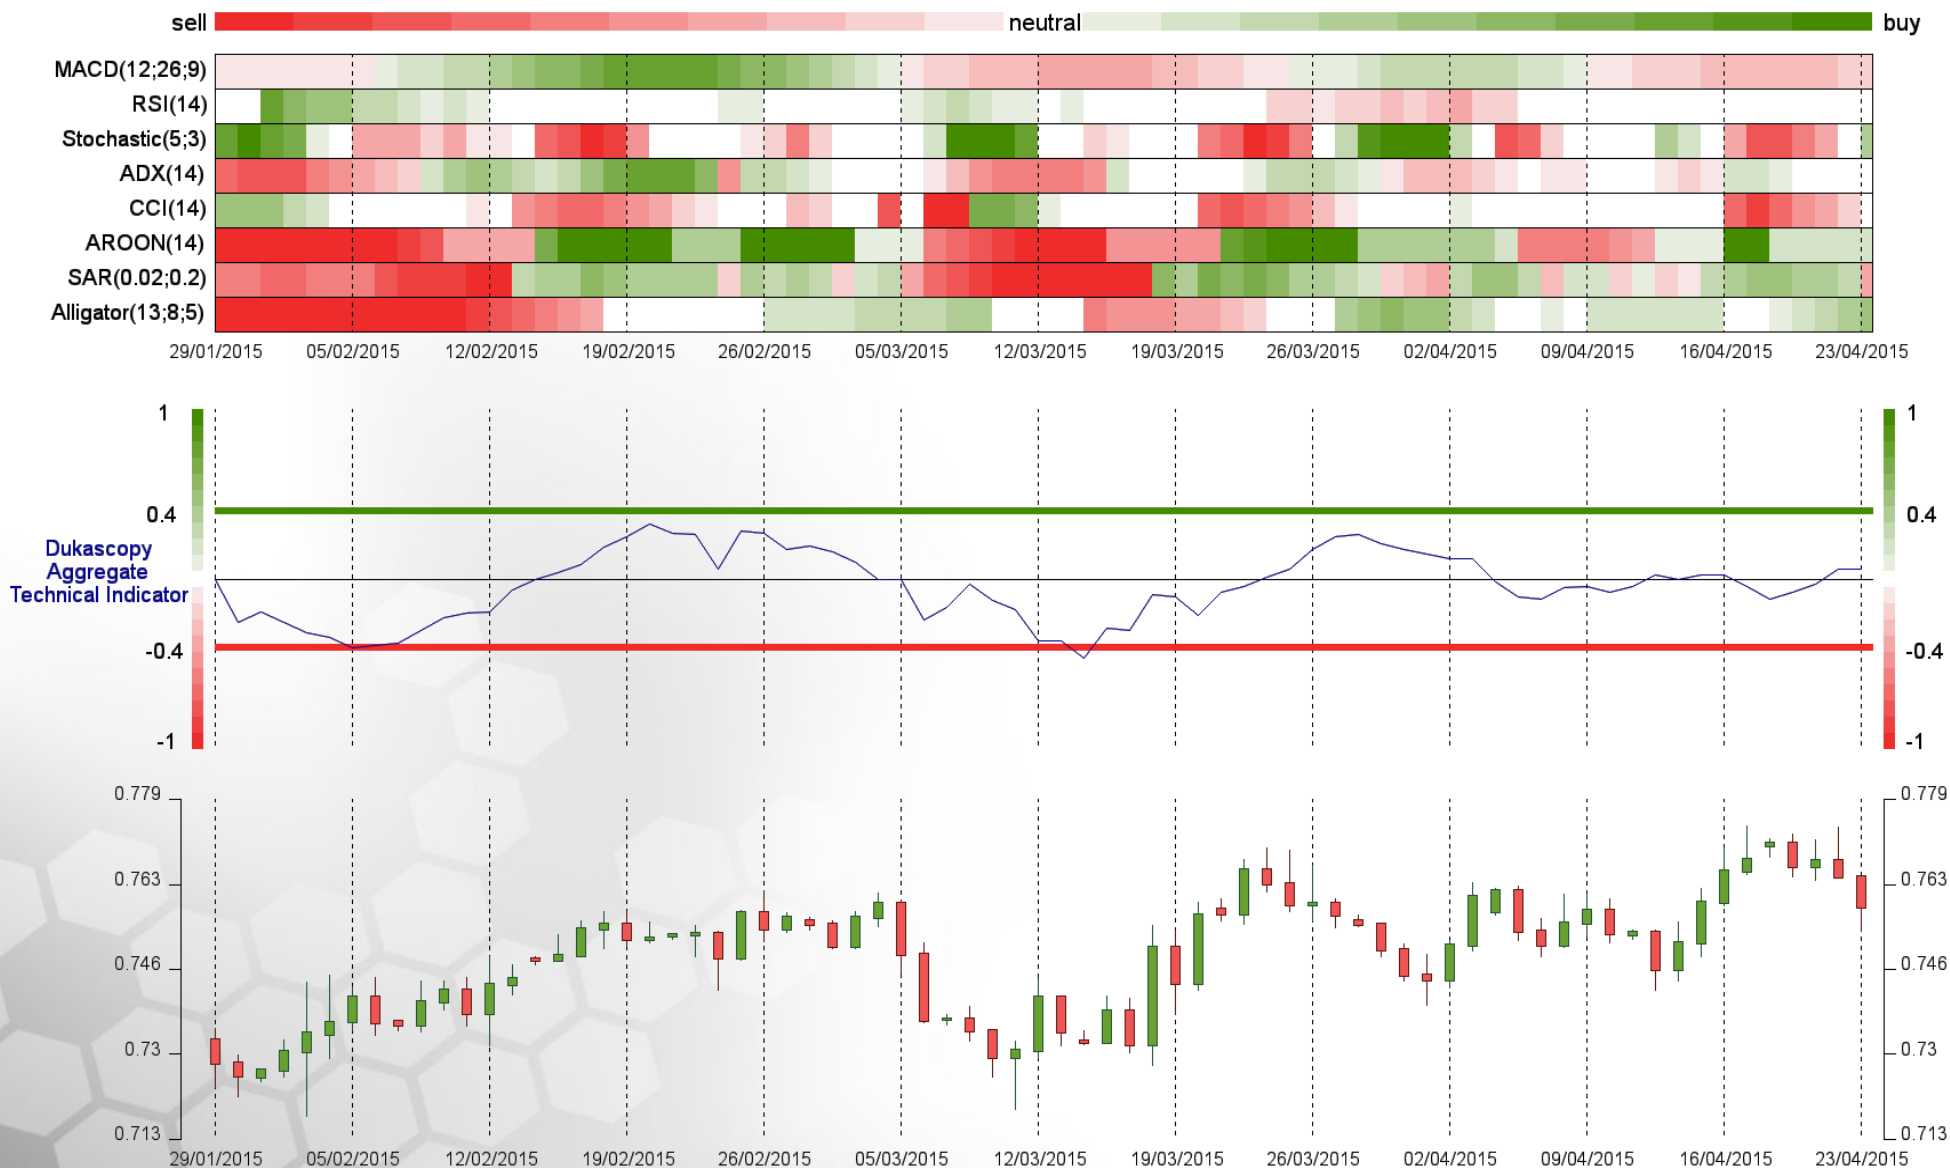 sell neutral buy
MACD(12;26;9)
RSI(14)
Stochastic(5;3)
ADX(14)
CCI(14)
AROON(14)
SAR(0.02;0.2)
Alligator(13;8;5)
29/01/2015 05/02/2015 12/02/2015 19/02/2015 26/02/2015 05/03/2015 12/03/2015 19/03/2015 26/03/2015 02/04/2015 09/04/2015 16/04/2015 23/04/2015
1 1
0.4 0.4
Dukascopy
Aggregate
Technical Indicator
-0.4 -0.4
-1 -1
0.779 0.779
0.763 0.763
0.746 0.746
0.73 0.73
0.713 0.713
29/01/2015 05/02/2015 12/02/2015 19/02/2015 26/02/2015 05/03/2015 12/03/2015 19/03/2015 26/03/2015 02/04/2015 09/04/2015 16/04/2015 23/04/2015